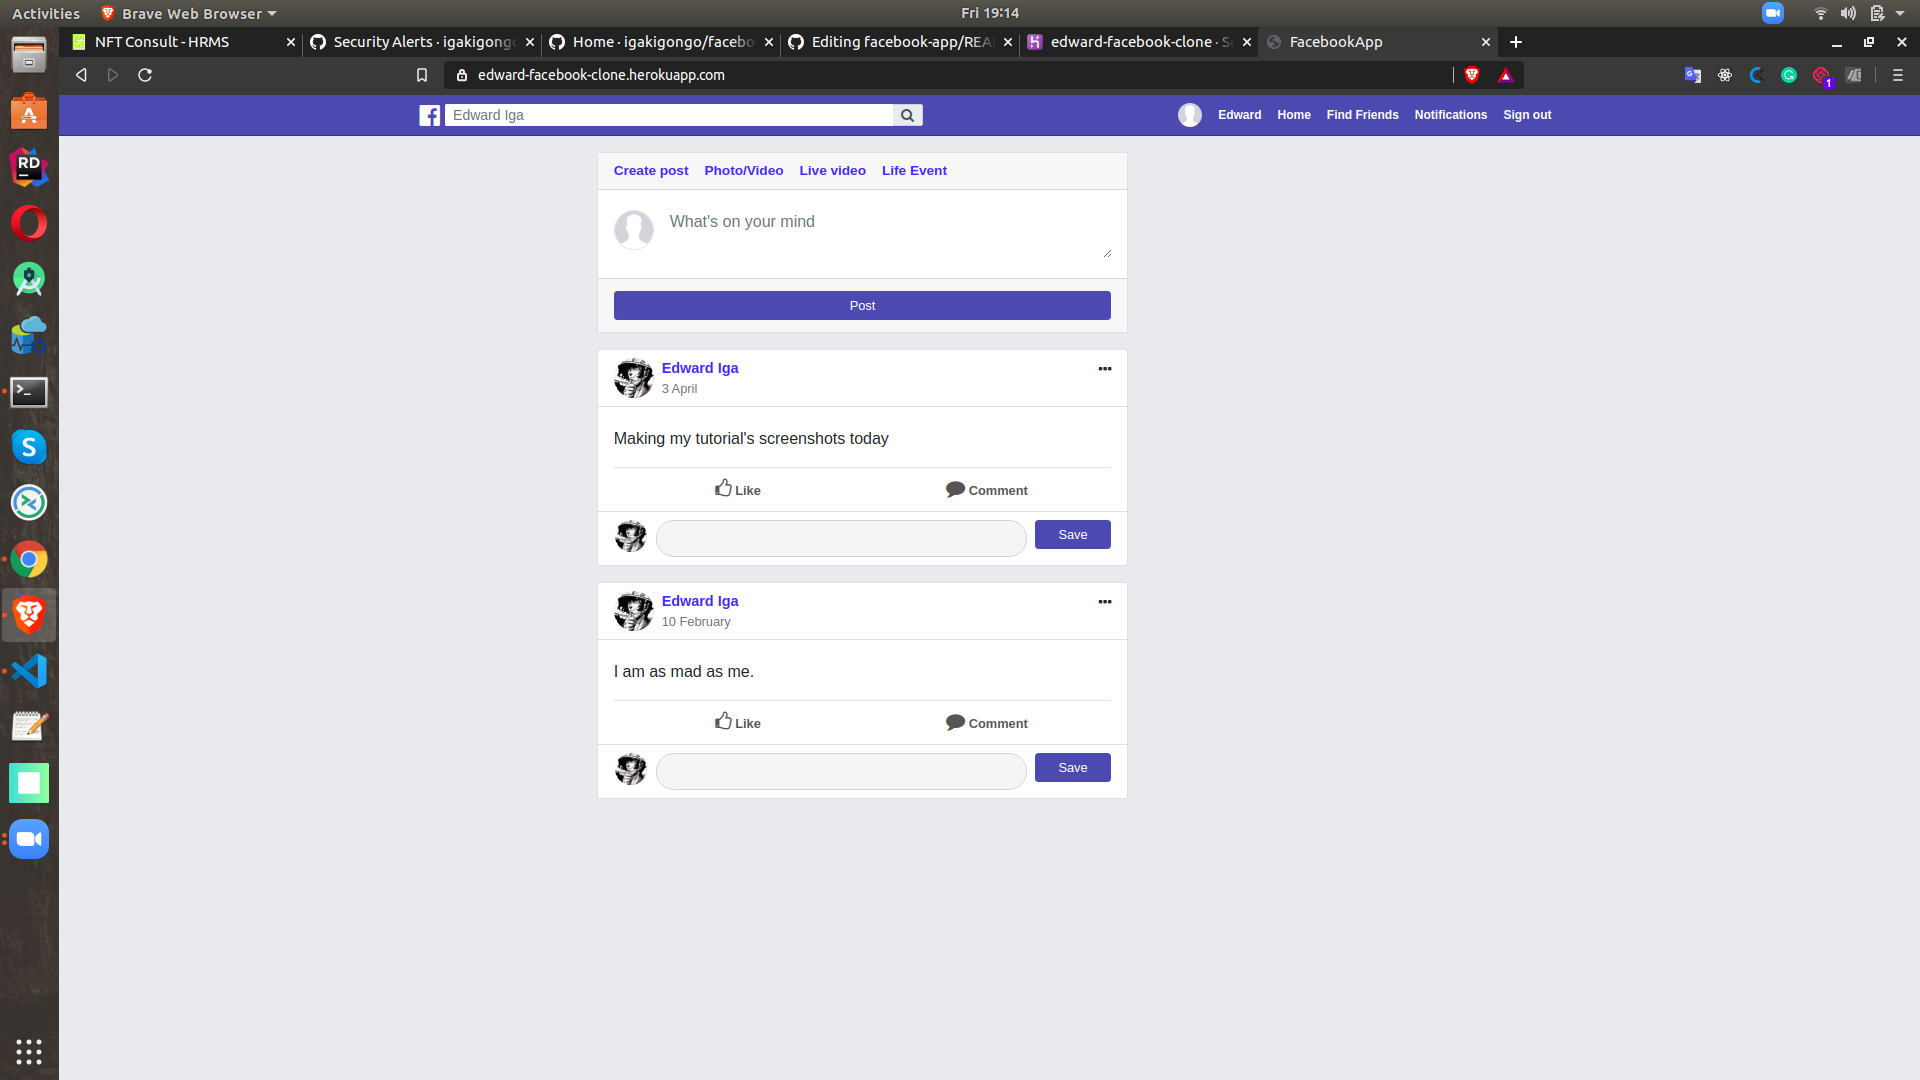 Activities Brave Web Browser Fri 19:14
NFT Consult - HRMS Security Alerts · igakigongo Home · igakigongo/facebo Editing facebook-app/REA edward-facebook-clone · S FacebookApp
edward-facebook-clone.herokuapp.com 1
Edward Iga Edward Home Find Friends Notifications Sign out
Create post Photo/Video Live video Life Event
What's on your mind
Post
Edward Iga
3 April
Making my tutorial's screenshots today
Like Comment
Save
Edward Iga
10 February
I am as mad as me.
Like Comment
Save
RD